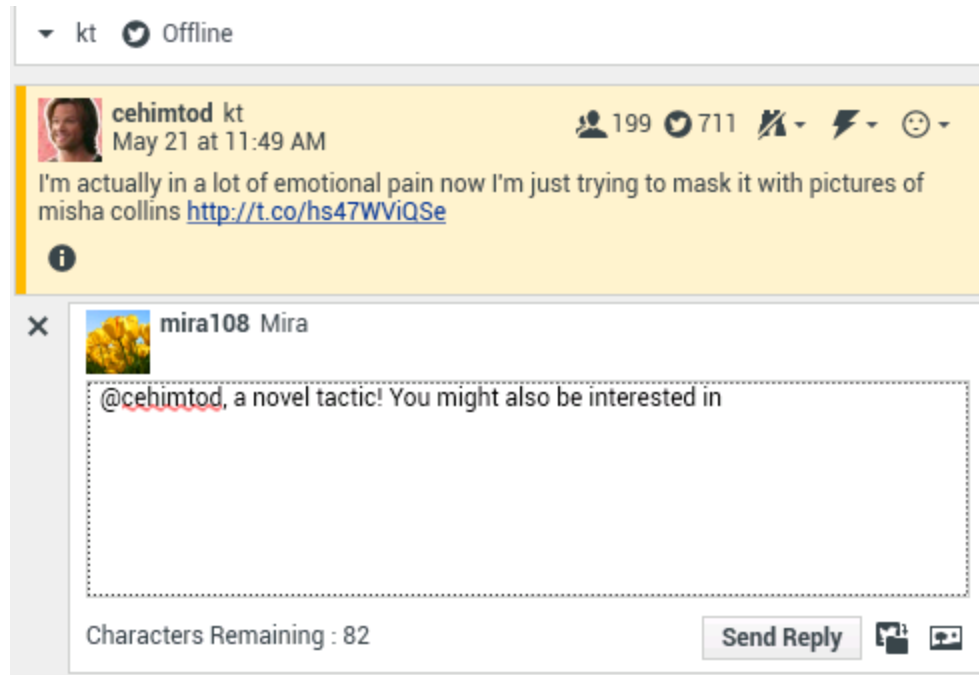 kt Offline
cehimtod kt
May 21 at 11:49 AM
199 711
I'm actually in a lot of emotional pain now I'm just trying to mask it with pictures of
misha collins http://t.co/hs47WViQSe
mira108 Mira
@cehimtod, a novel tactic! You might also be interested in
Characters Remaining : 82
Send Reply